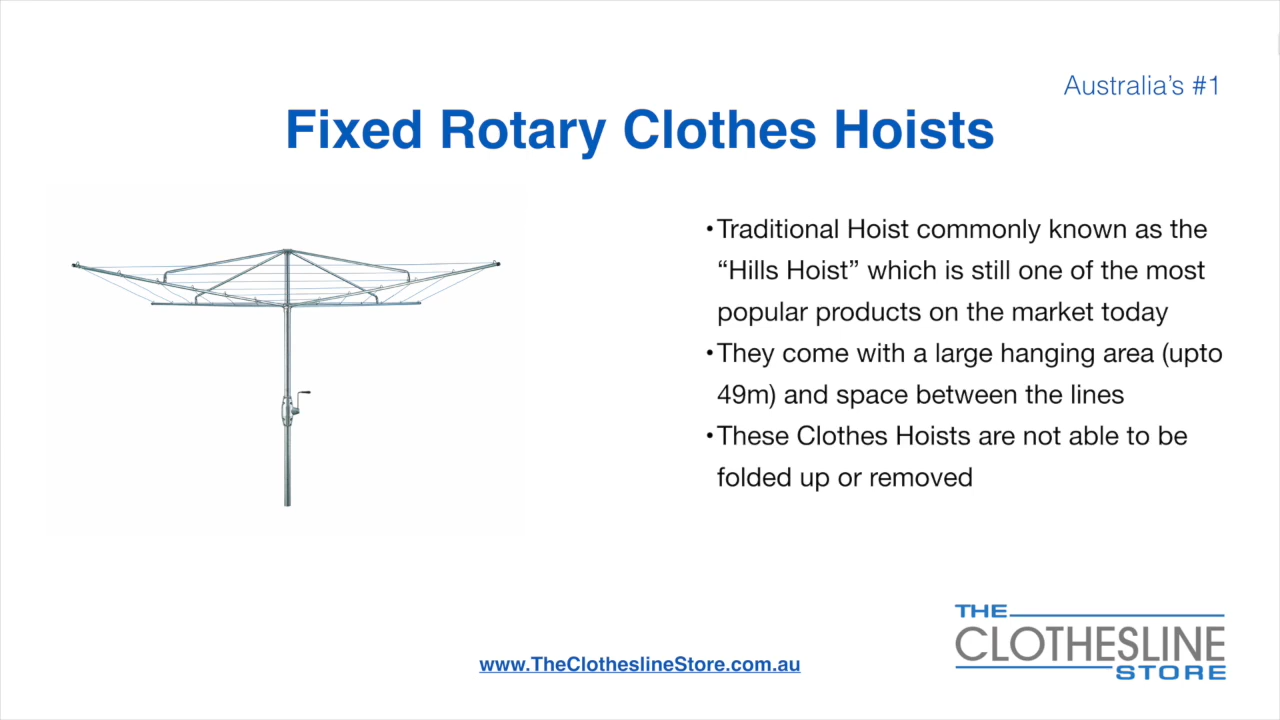 Australia's #1
Fixed Rotary Clothes Hoists
•Traditional Hoist commonly known as the
“Hills Hoist” which is still one of the most
popular products on the market today
•They come with a large hanging area (upto
49m) and space between the lines
•These Clothes Hoists are not able to be
folded up or removed
THE
CLOTHESLINE
STORE
www.TheClotheslineStore.com.au